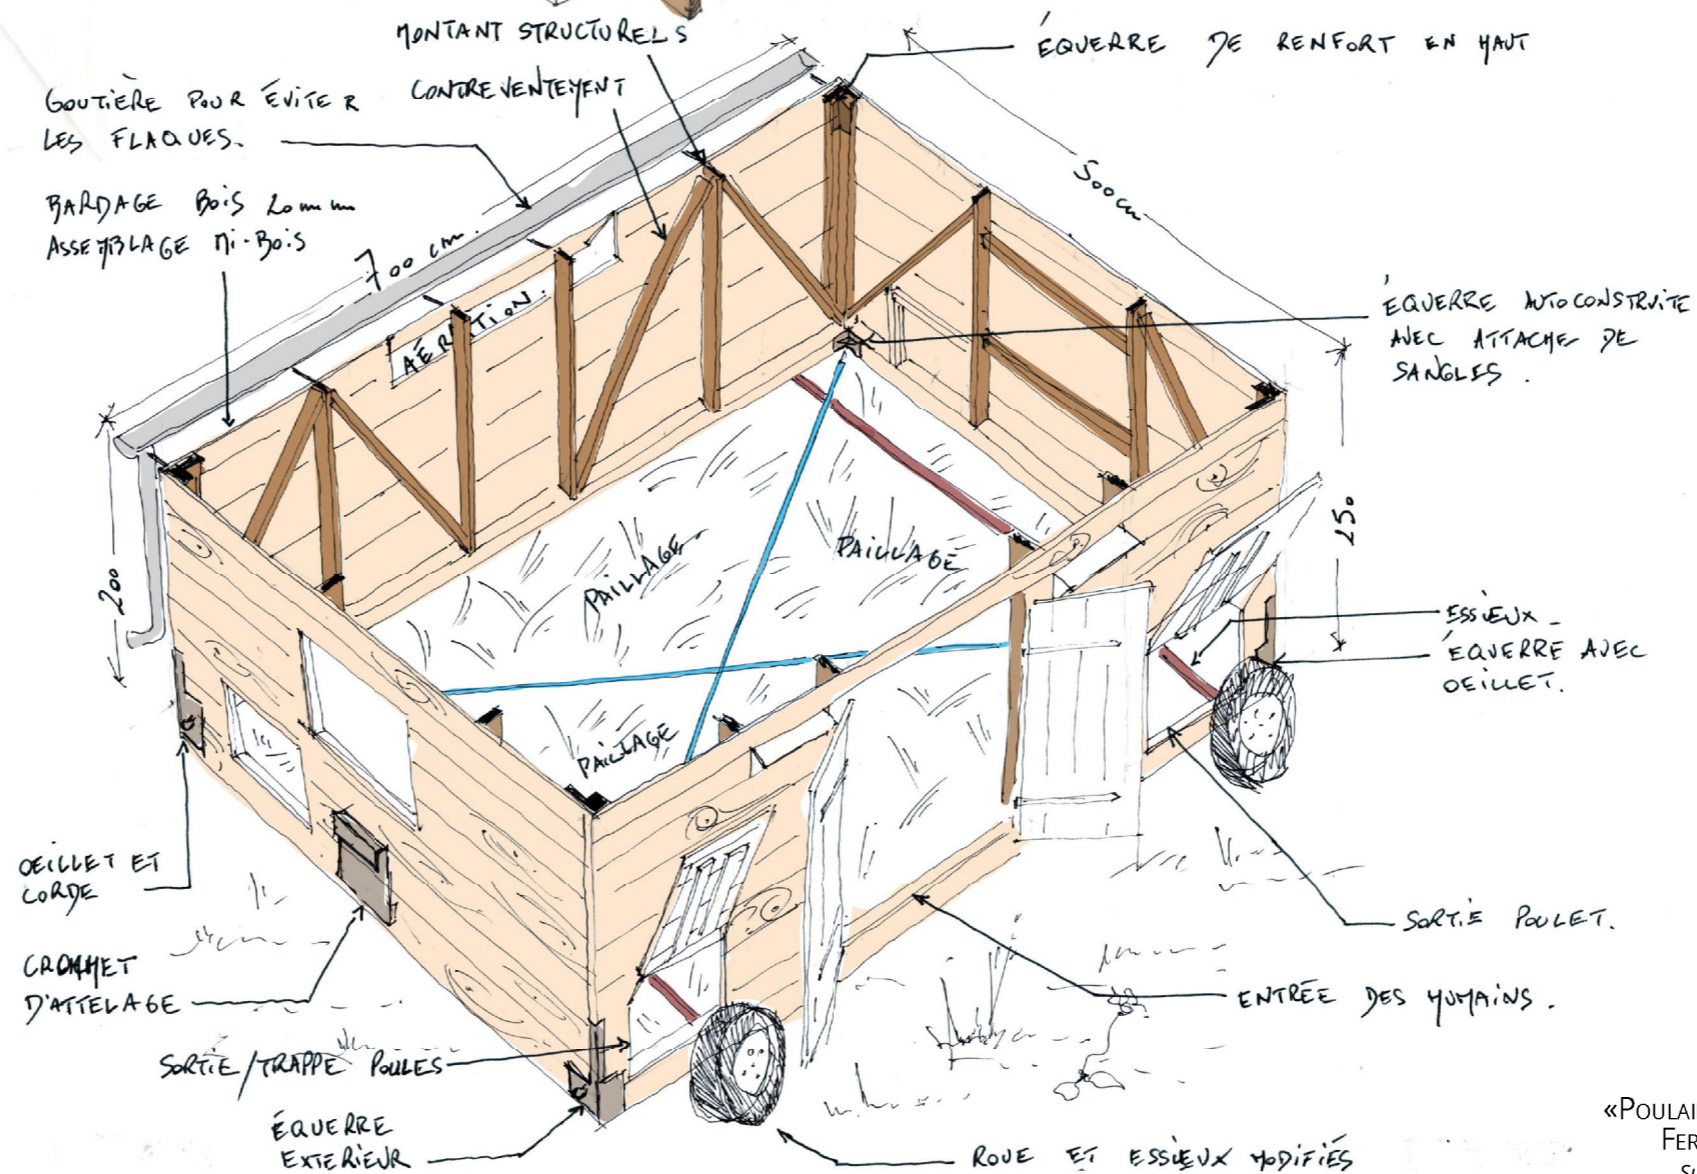 MONTANT STRUCTURELS
ÉQUERRE DE RENFORT EN HAUT
GOUTIÈRE POUR ÉVITER
LES FLAQUES.
CONTREVENTEMENT
BARDAGE BOIS 20mm
ASSEMBLAGE MI-BOIS
700 cm.
500 cm
AÉRATION.
ÉQUERRE AUTOCONSTRUITE
AVEC ATTACHE DE
SANGLES.
200
250
PAILLAGE
PAILLAGE
PAILLAGE
ESSIEUX
ÉQUERRE AVEC
OEILLET.
OEILLET ET
CORDE
CROCHET
D'ATTELAGE
SORTIE POULET.
ENTRÉE DES HUMAINS.
SORTIE/TRAPPE POULES
ÉQUERRE
EXTERIEUR
ROUE ET ESSIEUX MODIFIÉS
«POULAI
FER